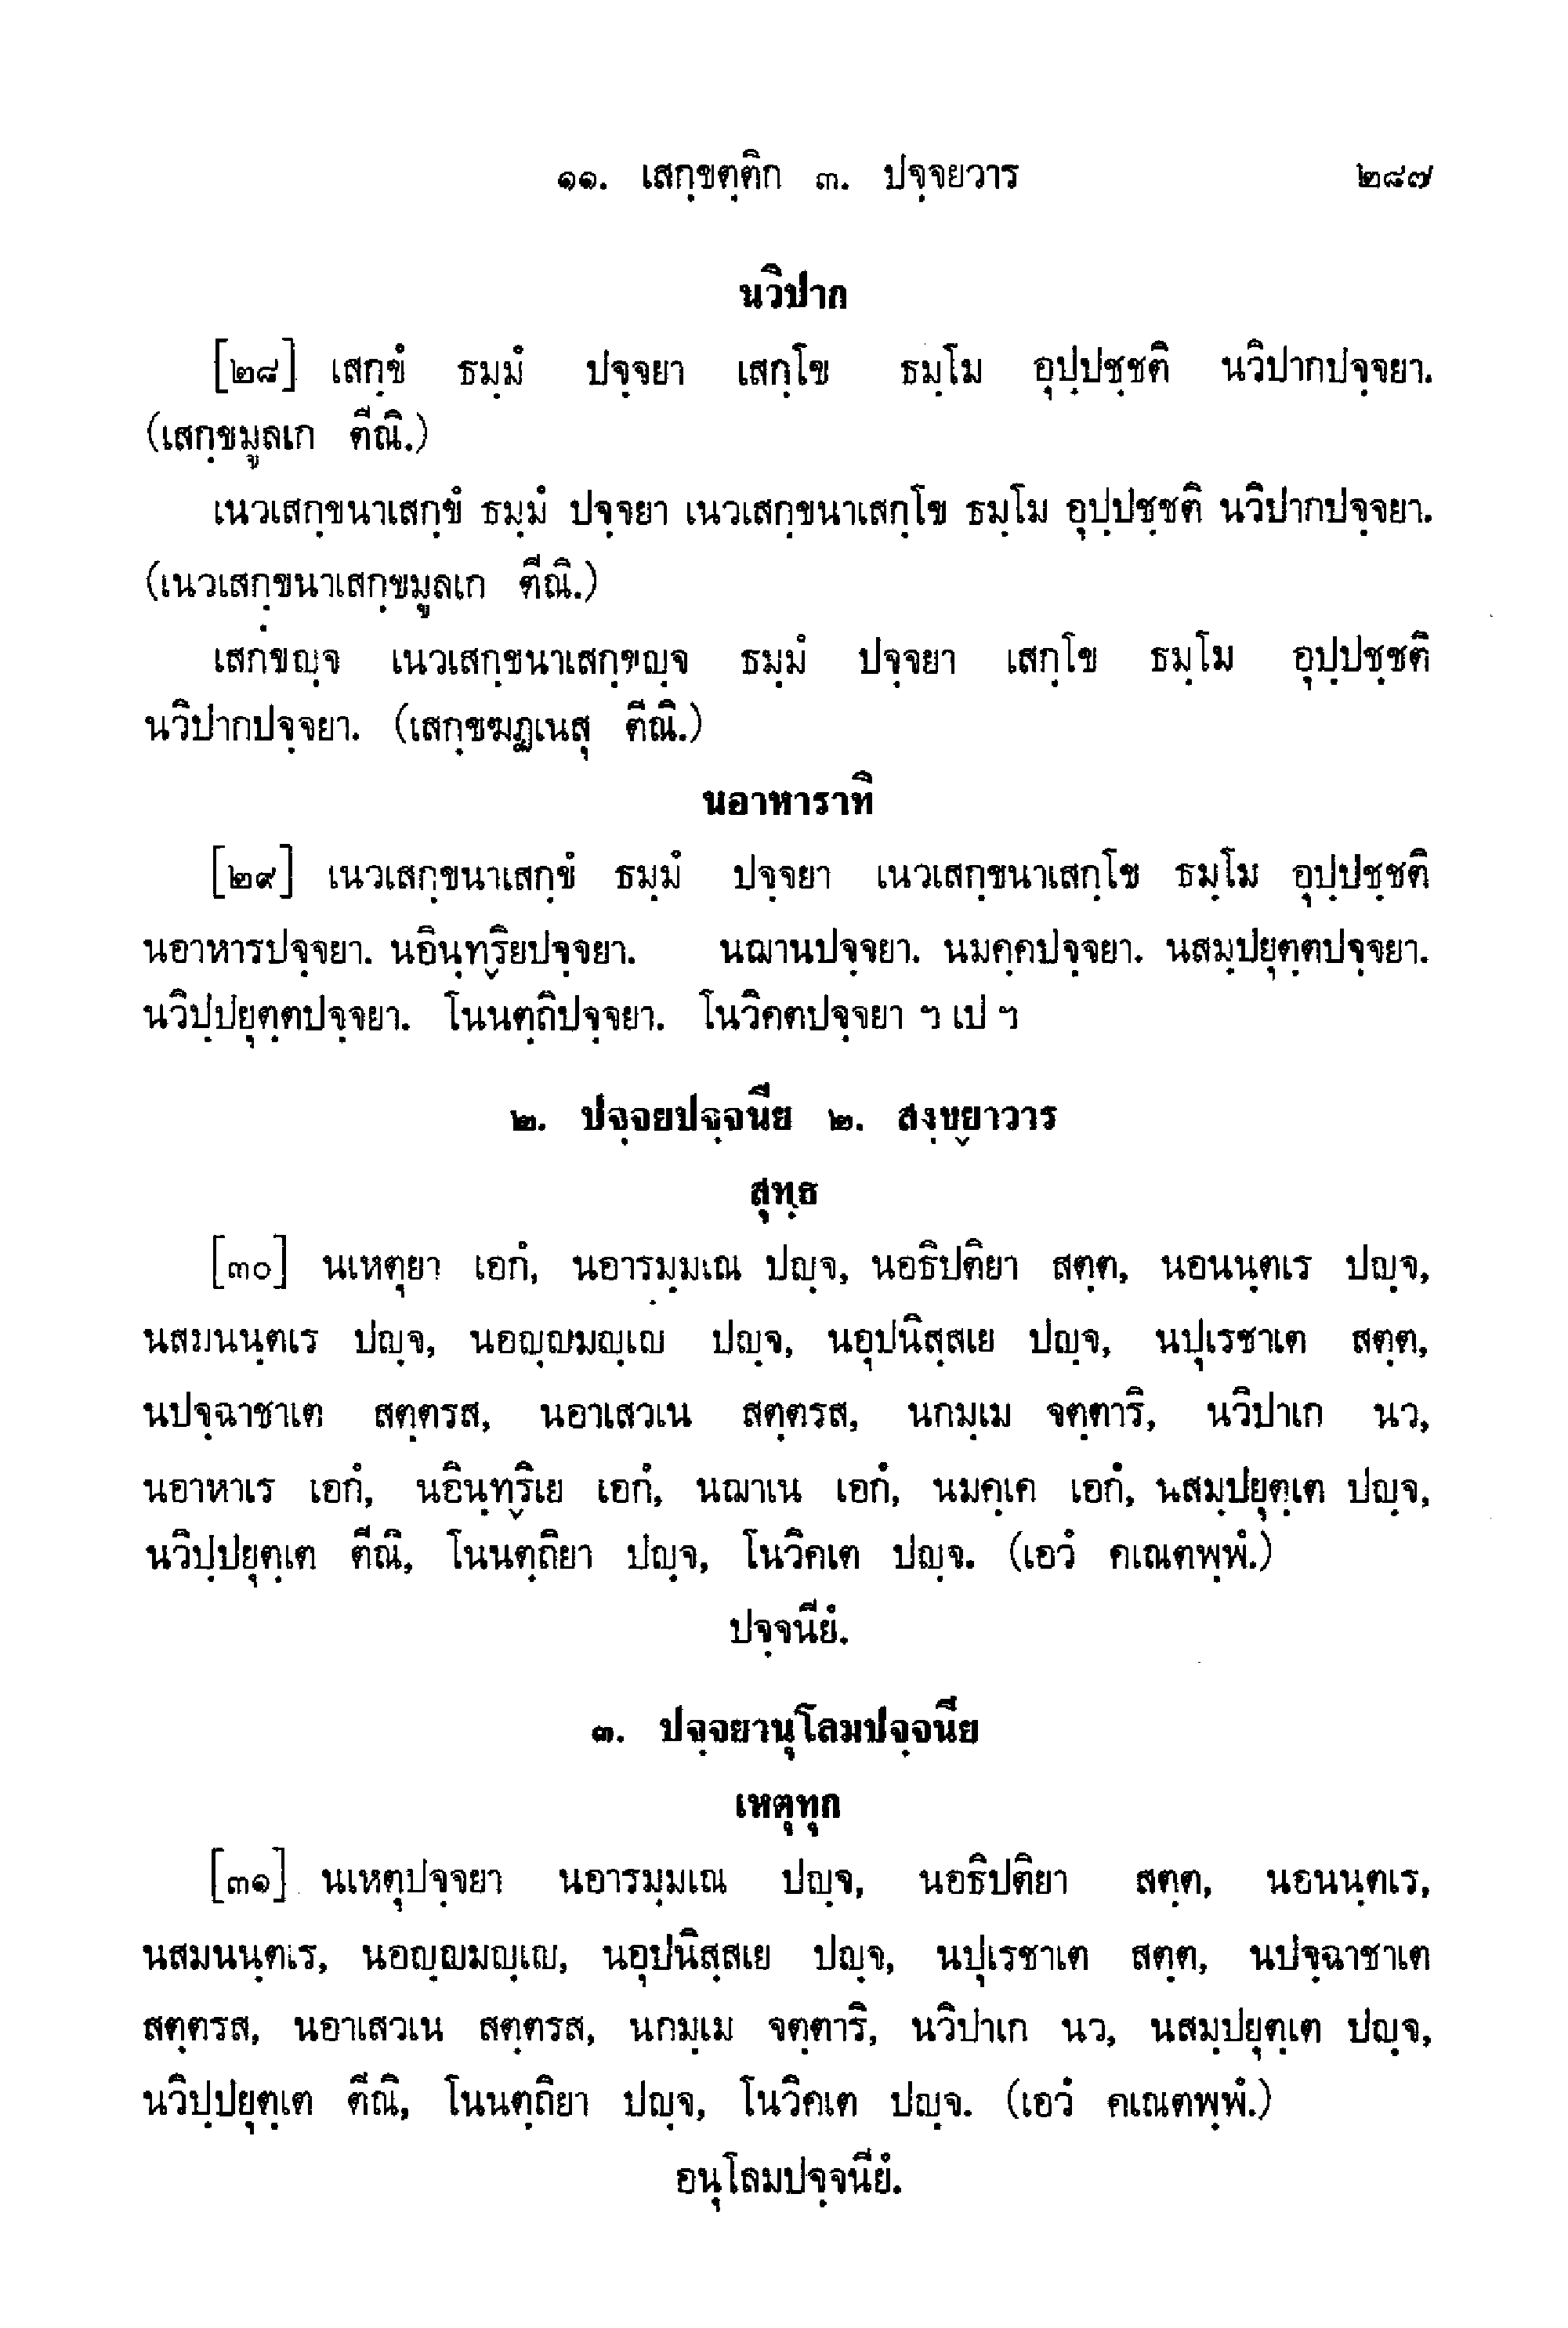 ๑๑. เสกฺขตฺติก ๓. ปจฺจยวาร ๒๘๗
นวิปาก
[๒๘] เสกฺขํ ธมฺมํ ปจฺจยา เสกฺโข ธมฺโม อุปฺปชฺชติ นวิปากปจฺจยา.
(เสกฺขมูลเก ตีณิ.)
เนวเสกฺขนาเสกฺขํ ธมฺมํ ปจฺจยา เนวเสกฺขนาเสกฺโข ธมฺโม อุปฺปชฺชติ นวิปากปจฺจยา.
(เนวเสกฺขนาเสกฺขมูลเก ตีณิ.)
เสกฺขญฺจ เนวเสกฺขนาเสกฺขญฺจ ธมฺมํ ปจฺจยา เสกฺโข ธมฺโม อุปฺปชฺชติ
นวิปากปจฺจยา. (เสกฺขฆฏเนสุ ตีณิ.)
นอาหาราทิ
[๒๙] เนวเสกฺขนาเสกฺขํ ธมฺมํ ปจฺจยา เนวเสกฺขนาเสกฺโข ธมฺโม อุปฺปชฺชติ
นอาหารปจฺจยา. นอินฺทฺริยปจฺจยา. นฌานปจฺจยา. นมคฺคปจฺจยา. นสมฺปยุตฺตปจฺจยา.
นวิปฺปยุตฺตปจฺจยา. โนนตฺถิปจฺจยา. โนวิคตปจฺจยา ฯ เป ฯ
๒. ปจฺจยปจฺจนีย ๒. สงฺขฺยาวาร
สุทฺธ
[๓๐] นเหตุยา เอกํ, นอารมฺมเณ ปญฺจ, นอธิปติยา สตฺต, นอนนฺตเร ปญฺจ,
นสมนนฺตเร ปญฺจ, นอญฺญมญฺเญ ปญฺจ, นอุปนิสฺสเย ปญฺจ, นปุเรชาเต สตฺต,
นปจฺฉาชาเต สตฺตรส, นอาเสวเน สตฺตรส, นกมฺเม จตฺตาริ, นวิปาเก นว,
นอาหาเร เอกํ, นอินฺทฺริเย เอกํ, นฌาเน เอกํ, นมคฺเค เอกํ, นสมฺปยุตฺเต ปญฺจ,
นวิปฺปยุตฺเต ตีณิ, โนนตฺถิยา ปญฺจ, โนวิคเต ปญฺจ. (เอวํ คเณตพฺพํ.)
ปจฺจนียํ.
๓. ปจฺจยานุโลมปจฺจนีย
เหตุทุก
[๓๑] นเหตุปจฺจยา นอารมฺมเณ ปญฺจ, นอธิปติยา สตฺต, นอนนฺตเร,
นสมนนฺตเร, นอญฺญมญฺเญ, นอุปนิสฺสเย ปญฺจ, นปุเรชาเต สตฺต, นปจฺฉาชาเต
สตฺตรส, นอาเสวเน สตฺตรส, นกมฺเม จตฺตาริ, นวิปาเก นว, นสมฺปยุตฺเต ปญฺจ,
นวิปฺปยุตฺเต ตีณิ, โนนตฺถิยา ปญฺจ, โนวิคเต ปญฺจ. (เอวํ คเณตพฺพํ.)
อนุโลมปจฺจนียํ.